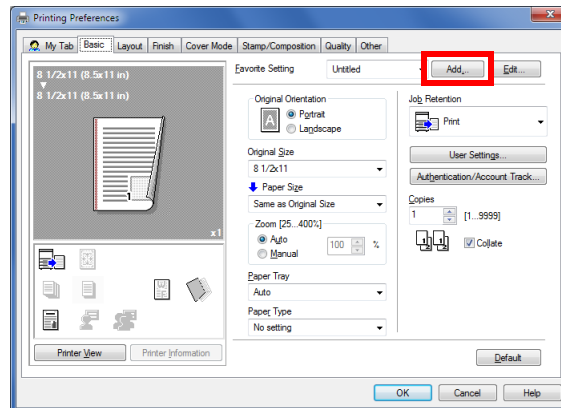 Printing Preferences
My Tab Basic Layout Finish Cover Mode Stamp/Composition Quality Other
8 1/2x11 (8.5x11 in)
8 1/2x11 (8.5x11 in)
1
x1
Printer View Printer Information
Favorite Setting Untitled Add... Edit...
Original Orientation
A
Portrait
Landscape
Original Size
8 1/2x11
Paper Size
Same as Original Size
Zoom [25...400%]
Auto
Manual
100 %
Paper Tray
Auto
Paper Type
No setting
Job Retention
Print
User Settings...
Authentication/Account Track...
Copies
1 [1...9999]
Collate
Default
OK Cancel Help